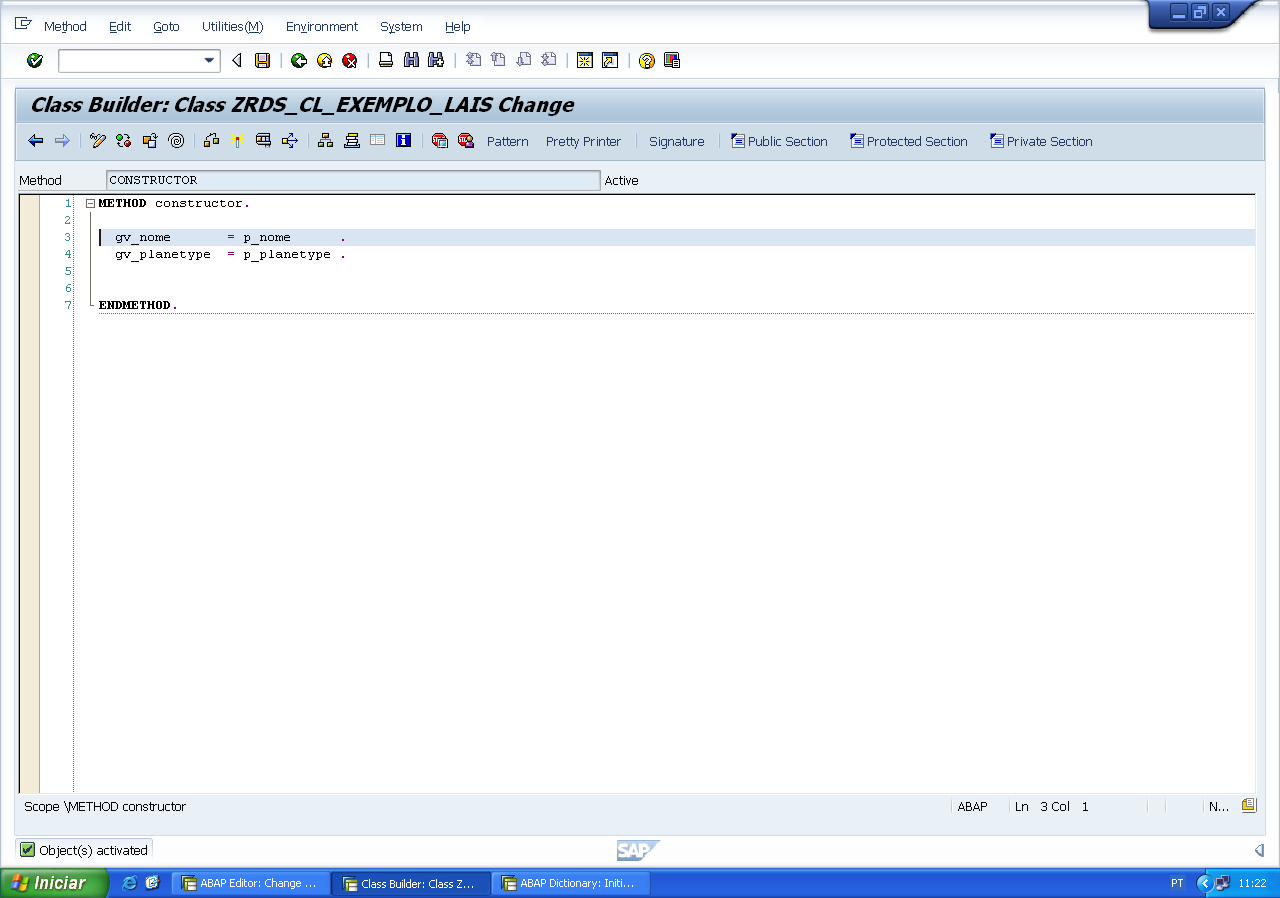 Method Edit Goto Utilities(M) Environment System Help
Class Builder: Class ZRDS_CL_EXEMPLO_LAIS Change
Pattern Pretty Printer Signature Public Section Protected Section Private Section
Method CONSTRUCTOR Active
1 METHOD constructor.
2
3 gv_nome = p_nome .
4 gv_planetype = p_planetype .
5
6
7 ENDMETHOD.
Scope \METHOD constructor ABAP Ln 3 Col 1 N...
Object(s) activated SAP
Iniciar ABAP Editor: Change ... Class Builder: Class Z... ABAP Dictionary: Initi... PT 11:22